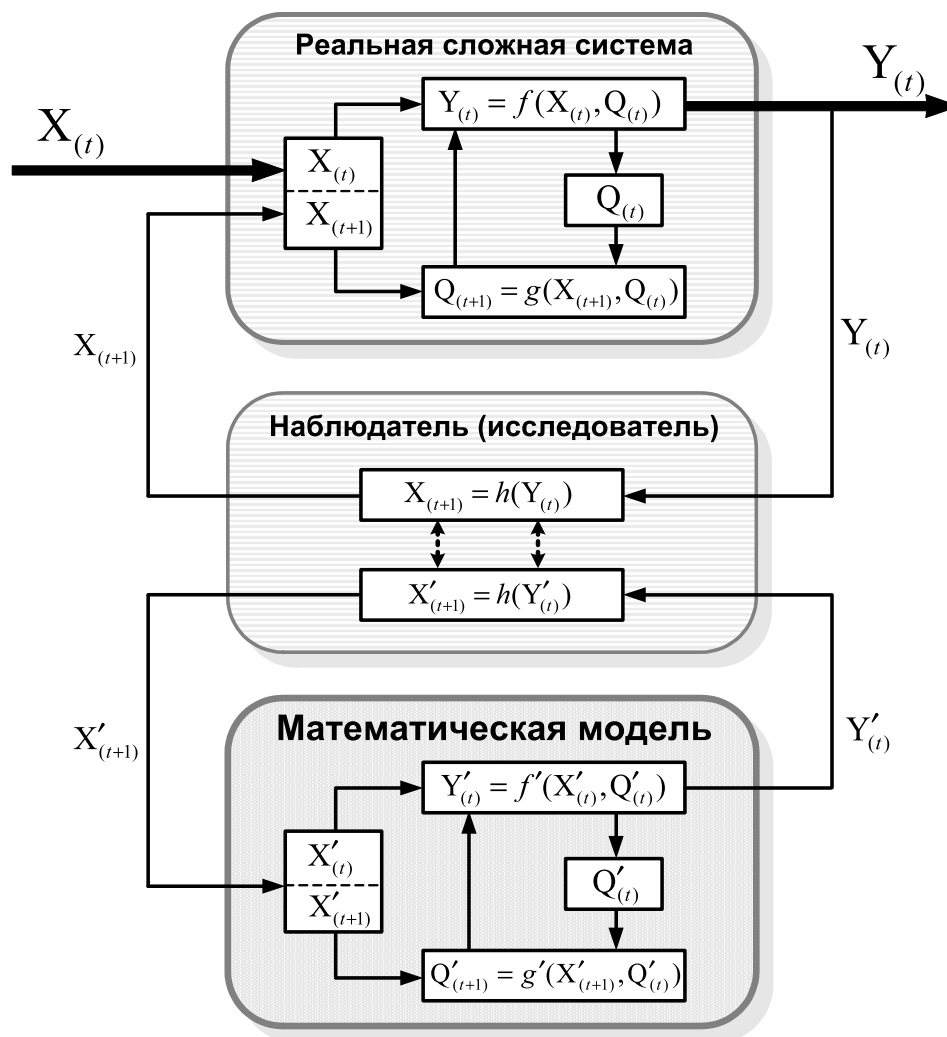 Реальная сложная система
Y(t)
X(t)
Y(t) = f(X(t), Q(t))
X(t)
X(t+1)
Q(t)
Q(t+1) = g(X(t+1), Q(t))
X(t+1)
Y(t)
Наблюдатель (исследователь)
X(t+1) = h(Y(t))
X′(t+1) = h(Y′(t))
X′(t+1)
Y′(t)
Математическая модель
Y′(t) = f′(X′(t), Q′(t))
X′(t)
X′(t+1)
Q′(t)
Q′(t+1) = g′(X′(t+1), Q′(t))